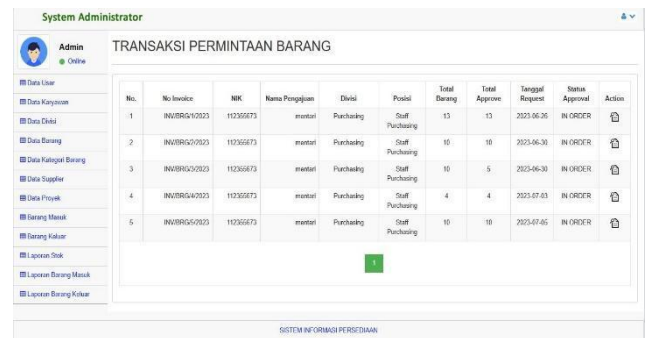 System Administrator
Admin
Online
TRANSAKSI PERMINTAAN BARANG
Data User
Data Karyawan
Data Divisi
Data Barang
Data Kategori Barang
Data Supplier
Data Proyek
Barang Masuk
Barang Keluar
Laporan Stok
Laporan Barang Masuk
Laporan Barang Keluar
No. No Invoice NIK Nama Pengajuan Divisi Posisi Total Barang Total Approve Tanggal Request Status Approval Action
1 INV/BRG/1/2023 112355673 mentari Purchasing Staff Purchasing 13 13 2023-06-26 IN ORDER
2 INV/BRG/2/2023 112355673 mentari Purchasing Staff Purchasing 10 10 2023-06-30 IN ORDER
3 INV/BRG/3/2023 112355673 mentari Purchasing Staff Purchasing 10 5 2023-06-30 IN ORDER
4 INV/BRG/4/2023 112355673 mentari Purchasing Staff Purchasing 4 4 2023-07-03 IN ORDER
5 INV/BRG/5/2023 112355673 mentari Purchasing Staff Purchasing 10 10 2023-07-05 IN ORDER
1
SISTEM INFORMASI PERSEDIAAN